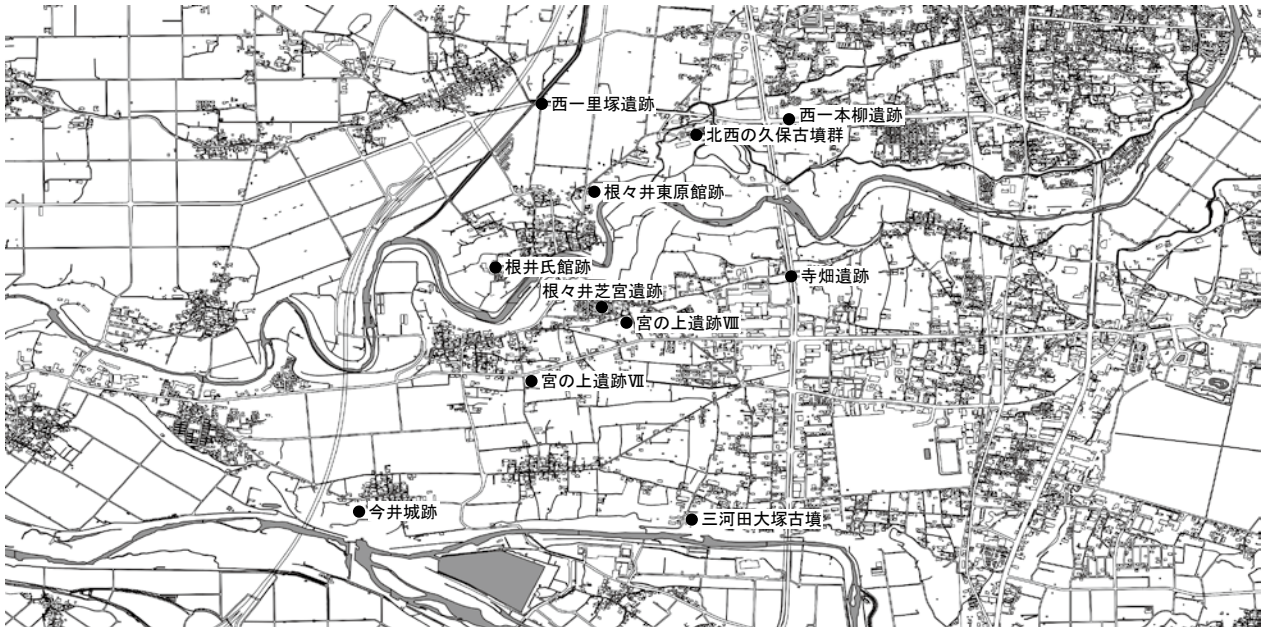 西一里塚遺跡
西一本柳遺跡
北西の久保古墳群
根々井東原館跡
根井氏館跡
寺畑遺跡
根々井芝宮遺跡
宮の上遺跡Ⅷ
宮の上遺跡Ⅶ
今井城跡
三河田大塚古墳